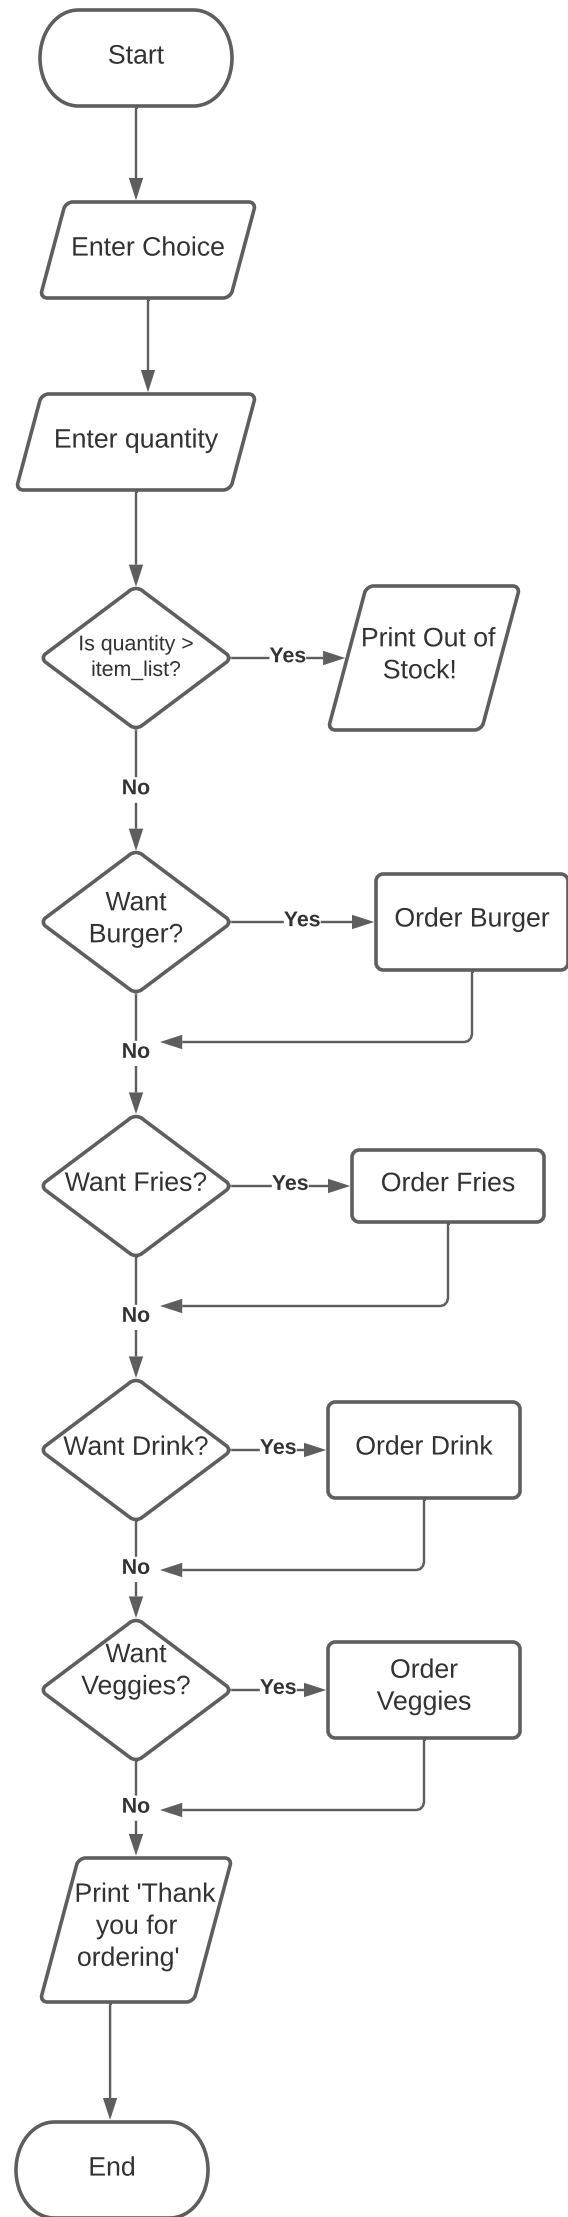 Start
Enter Choice
Enter quantity
Is quantity >
item_list?
Yes
Print Out of
Stock!
No
Want
Burger?
Yes
Order Burger
No
Want Fries?
Yes
Order Fries
No
Want Drink?
Yes
Order Drink
No
Want
Veggies?
Yes
Order
Veggies
No
Print 'Thank
you for
ordering'
End